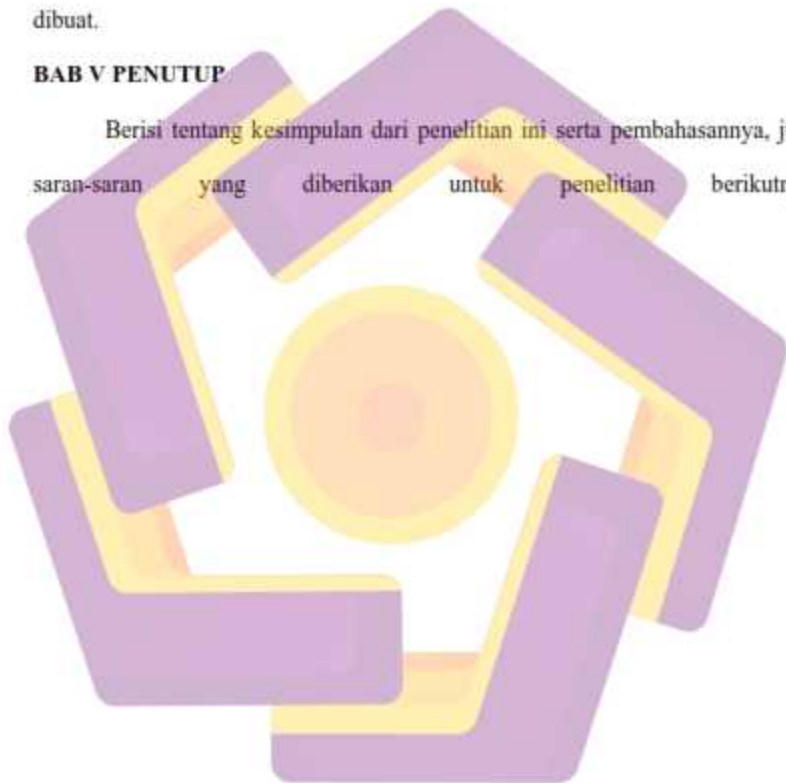 dibuat.
BAB V PENUTUP
Berisi tentang kesimpulan dari penelitian ini serta pembahasannya,
saran-saran yang diberikan untuk penelitian